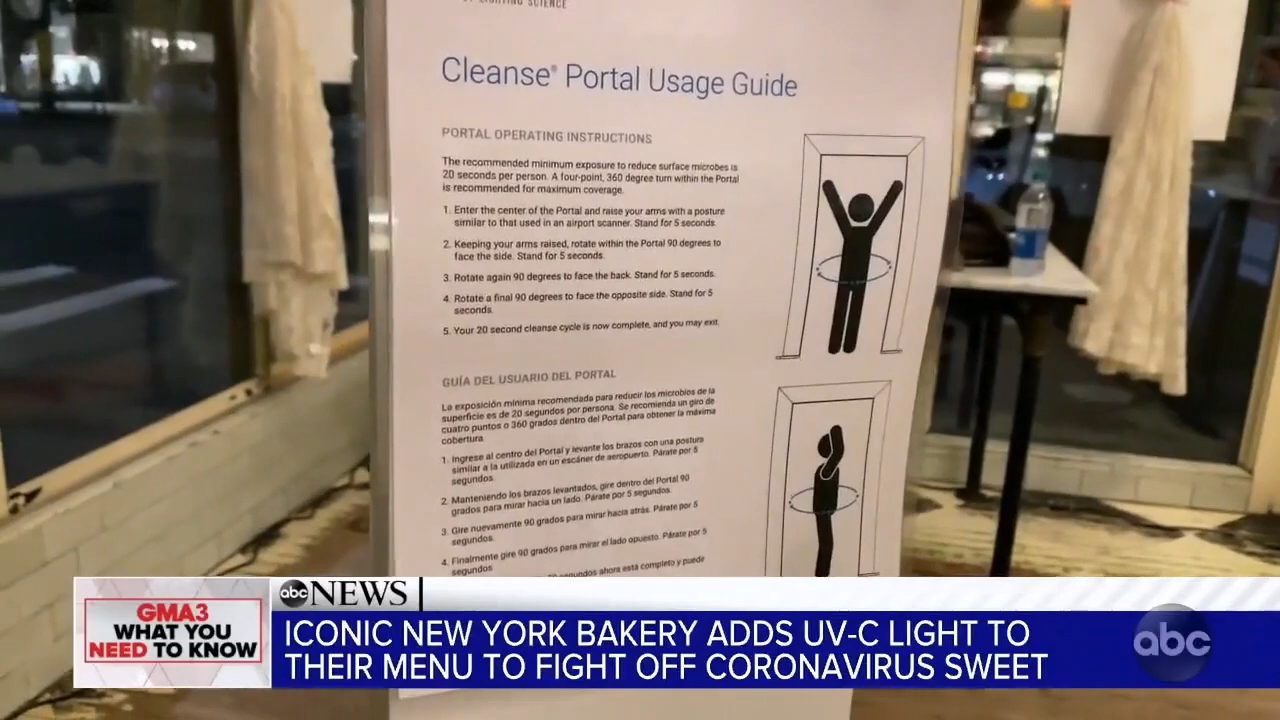 LIGHTING SCIENCE
Cleanse® Portal Usage Guide
PORTAL OPERATING INSTRUCTIONS
The recommended minimum exposure to reduce surface microbes is
20 seconds per person. A four-point, 360 degree turn within the Portal
is recommended for maximum coverage.
1. Enter the center of the Portal and raise your arms with a posture
similar to that used in an airport scanner. Stand for 5 seconds.
2. Keeping your arms raised, rotate within the Portal 90 degrees to
face the side. Stand for 5 seconds.
3. Rotate again 90 degrees to face the back. Stand for 5 seconds.
4. Rotate a final 90 degrees to face the opposite side. Stand for 5
seconds.
5. Your 20 second cleanse cycle is now complete, and you may exit.
GUÍA DEL USUARIO DEL PORTAL
La exposición mínima recomendada para reducir los microbios de la
superficie es de 20 segundos por persona. Se recomienda un giro de
cuatro puntos o 360 grados dentro del Portal para obtener la máxima
cobertura.
1. Ingrese al centro del Portal y levante los brazos con una postura
similar a la utilizada en un escáner de aeropuerto. Párate por 5
segundos.
2. Manteniendo los brazos levantados, gire dentro del Portal 90
grados para mirar hacia un lado. Párate por 5 segundos.
3. Gire nuevamente 90 grados para mirar hacia atrás. Párate por 5
segundos.
4. Finalmente gire 90 grados para mirar el lado opuesto. Párate por 5
segundos
segundos ahora está completo y puede
abc NEWS
GMA3
WHAT YOU
NEED TO KNOW
ICONIC NEW YORK BAKERY ADDS UV-C LIGHT TO
THEIR MENU TO FIGHT OFF CORONAVIRUS SWEET
abc